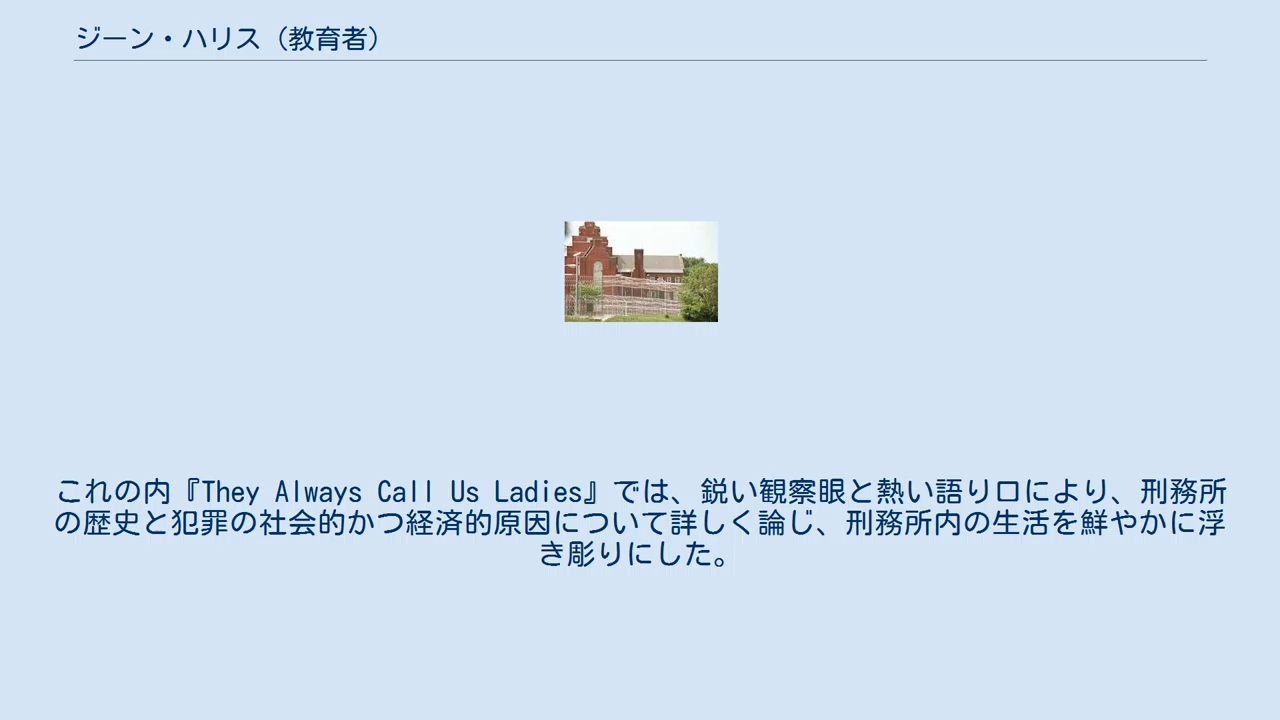 ジーン・ハリス（教育者）
これの内『They Always Call Us Ladies』では、鋭い観察眼と熱い語り口により、刑務所
の歴史と犯罪の社会的かつ経済的原因について詳しく論じ、刑務所内の生活を鮮やかに浮
き彫りにした。